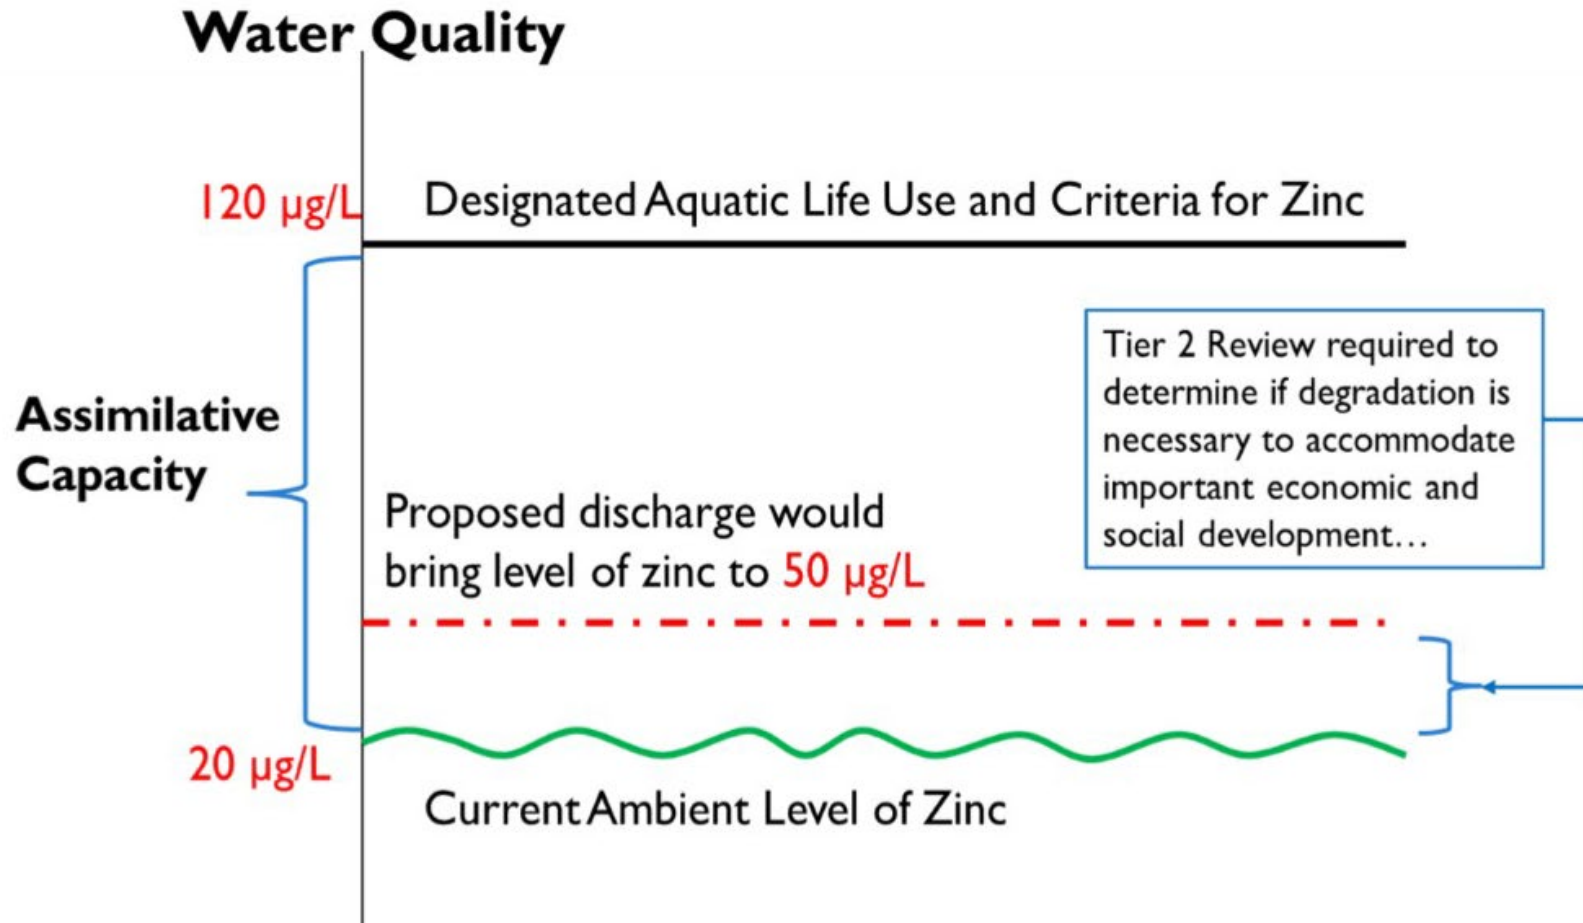 Water Quality
120 µg/L
Designated Aquatic Life Use and Criteria for Zinc
Tier 2 Review required to
determine if degradation is
necessary to accommodate
important economic and
social development…
Assimilative
Capacity
Proposed discharge would
bring level of zinc to 50 µg/L
20 µg/L
Current Ambient Level of Zinc